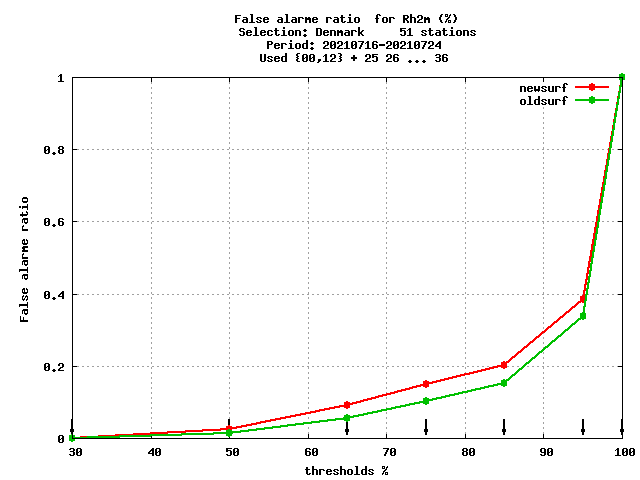 False alarme ratio  for Rh2m (%)
Selection: Denmark     51 stations
Period: 20210716-20210724
Used {00,12} + 25 26 ... 36
newsurf
oldsurf
False alarme ratio
1
0.8
0.6
0.4
0.2
0
30 40 50 60 70 80 90 100
thresholds %